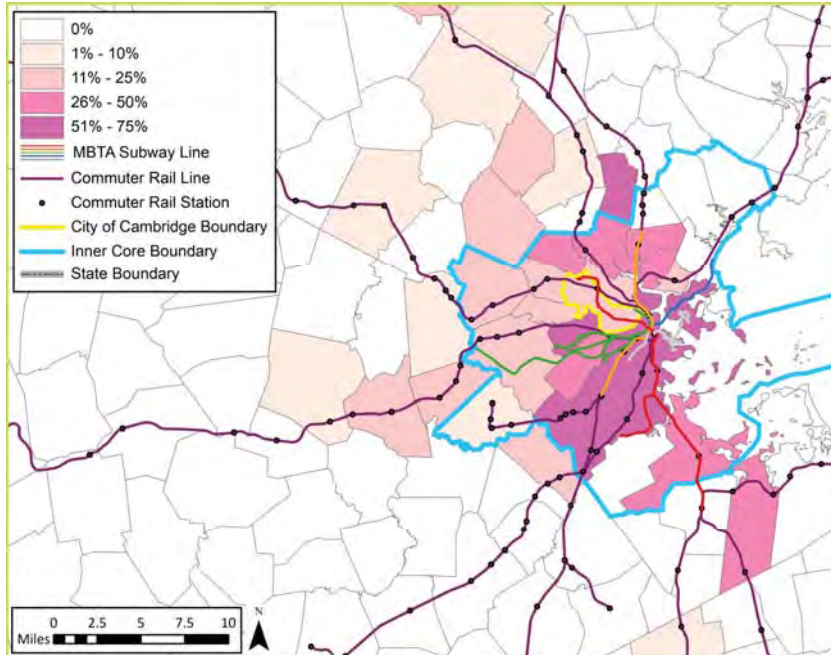 0%
1% - 10%
11% - 25%
26% - 50%
51% - 75%
MBTA Subway Line
Commuter Rail Line
Commuter Rail Station
City of Cambridge Boundary
Inner Core Boundary
State Boundary
N
0 2.5 5 7.5 10
Miles